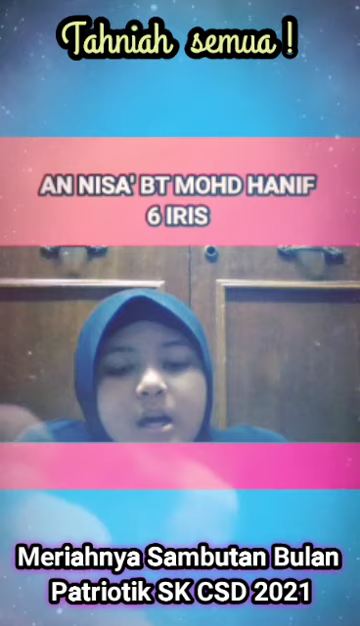 Tahniah semua !
AN NISA' BT MOHD HANIF
6 IRIS
Meriahnya Sambutan Bulan
Patriotik SK CSD 2021